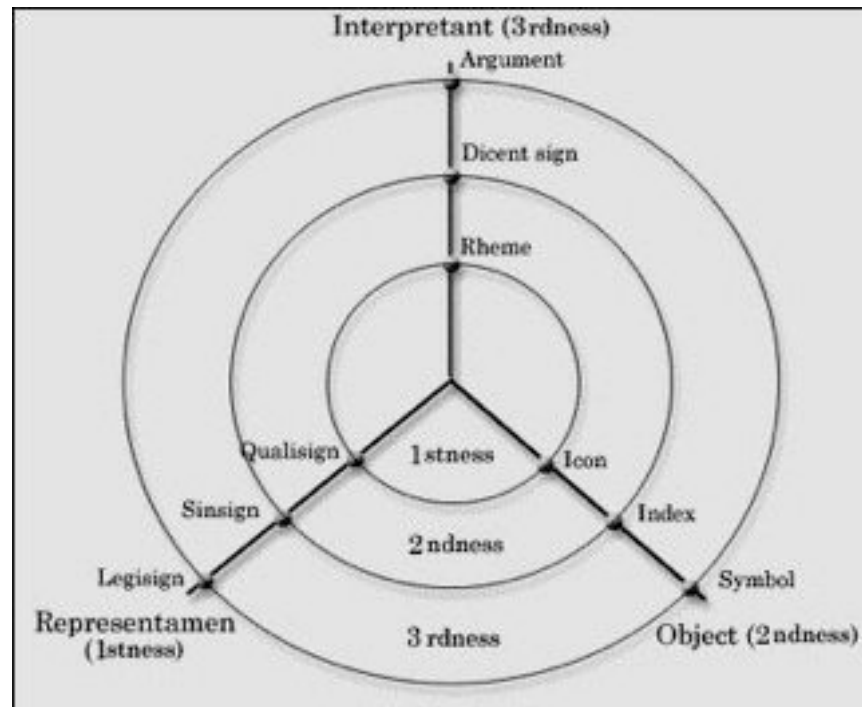 Interpretant (3rdness)
Argument
Dicent sign
Rheme
Qualisign
1stness
Icon
Sinsign
Index
2ndness
Legisign
Symbol
Representamen
(1stness)
3rdness
Object (2ndness)